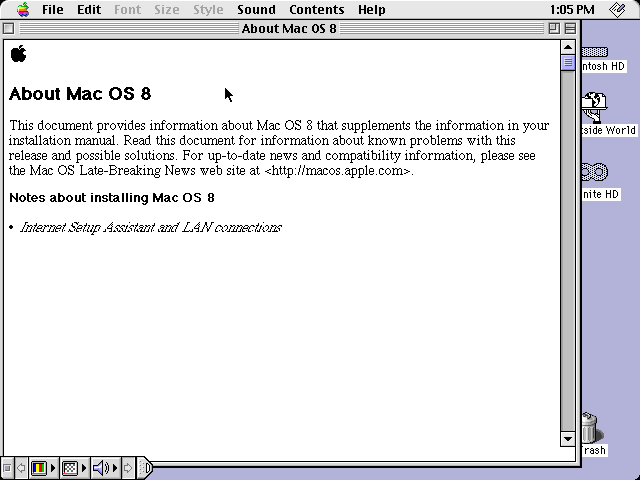 File Edit Font Size Style Sound Contents Help 1:05 PM
About Mac OS 8
About Mac OS 8
This document provides information about Mac OS 8 that supplements the information in your
installation manual. Read this document for information about known problems with this
release and possible solutions. For up-to-date news and compatibility information, please see
the Mac OS Late-Breaking News web site at <http://macos.apple.com>.
Notes about installing Mac OS 8
• Internet Setup Assistant and LAN connections
ntosh HD
tside World
nite HD
Trash